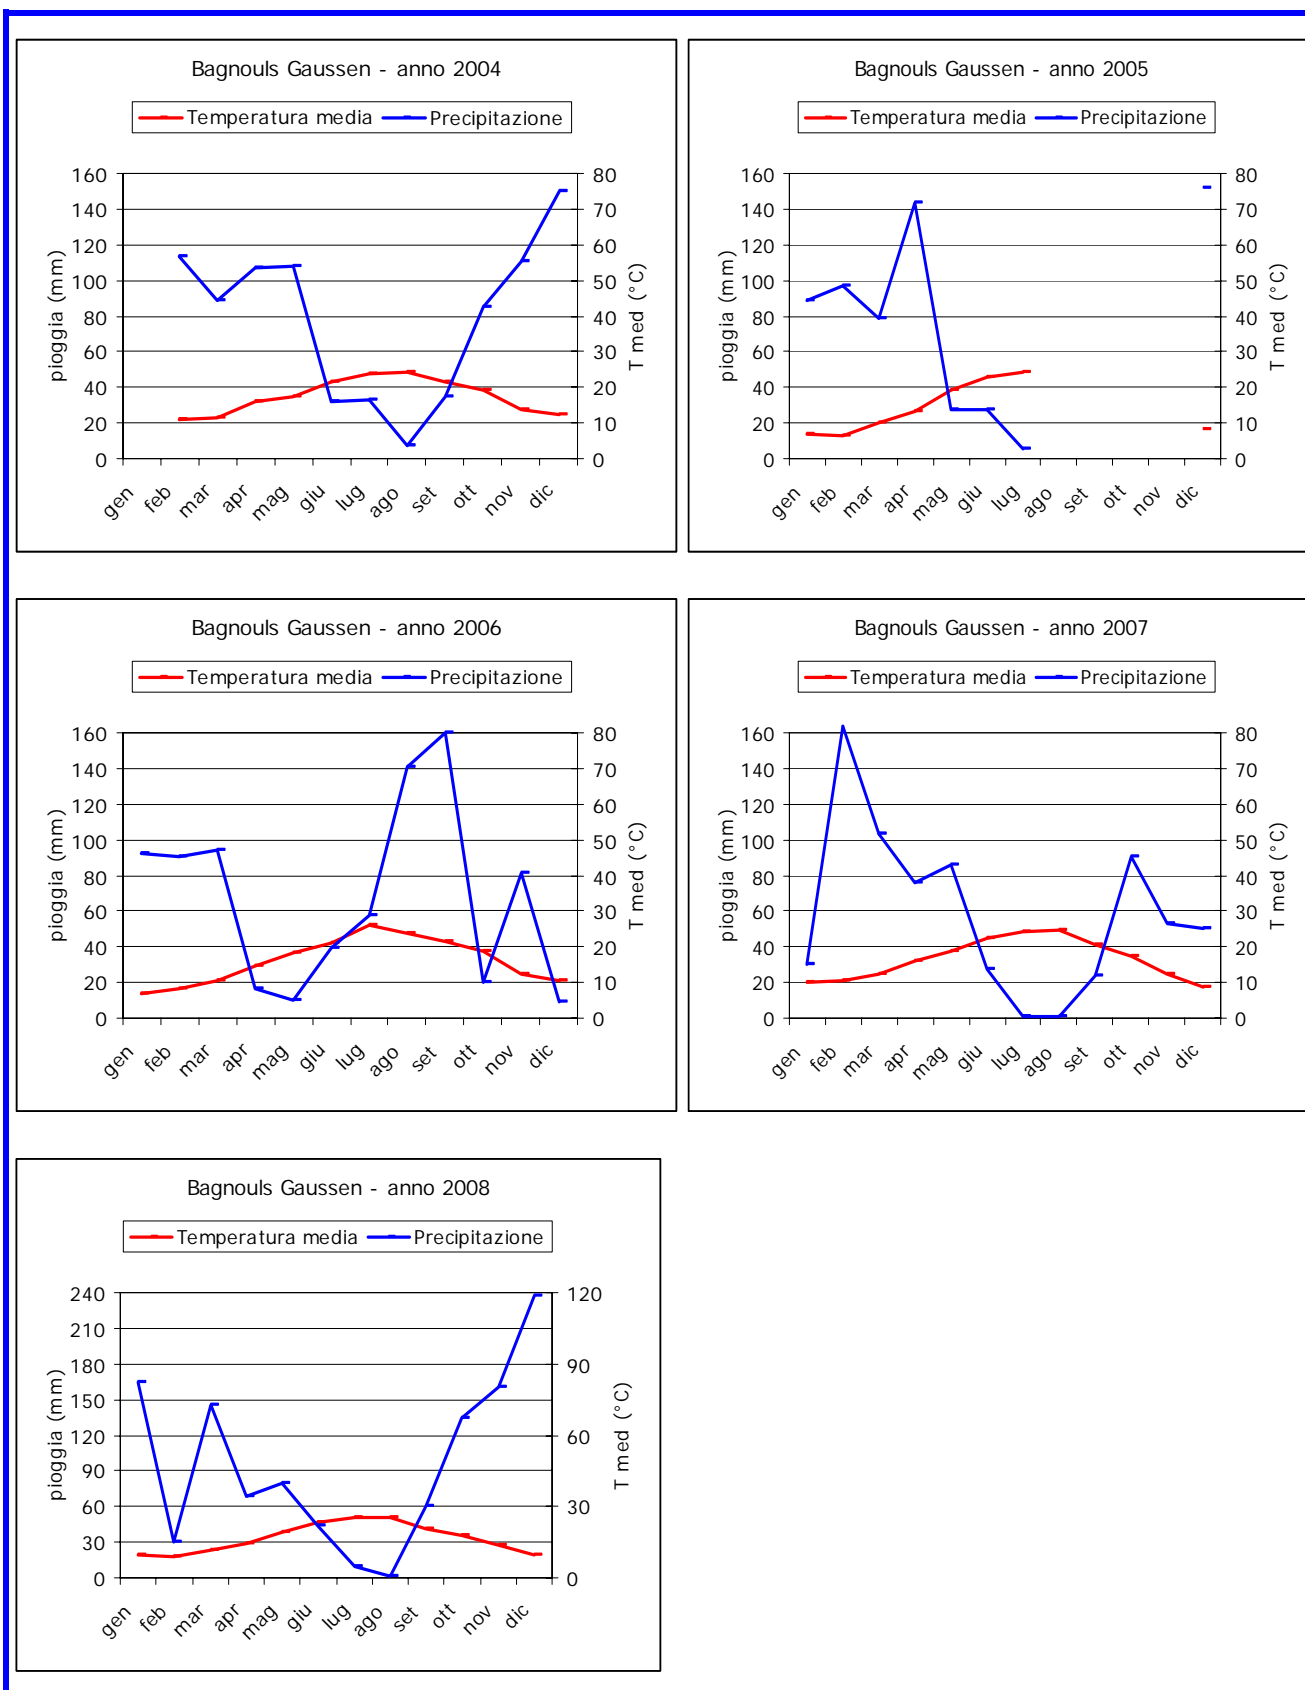 Bagnouls Gaussen - anno 2004
Temperatura media Precipitazione
160 80
140 70
120 60
100 50
80 40
60 30
40 20
20 10
0 0
pioggia (mm)
T med (°C)
gen feb mar apr mag giu lug ago set ott nov dic
Bagnouls Gaussen - anno 2005
Temperatura media Precipitazione
160 80
140 70
120 60
100 50
80 40
60 30
40 20
20 10
0 0
pioggia (mm)
T med (°C)
gen feb mar apr mag giu lug ago set ott nov dic
Bagnouls Gaussen - anno 2006
Temperatura media Precipitazione
160 80
140 70
120 60
100 50
80 40
60 30
40 20
20 10
0 0
pioggia (mm)
T med (°C)
gen feb mar apr mag giu lug ago set ott nov dic
Bagnouls Gaussen - anno 2007
Temperatura media Precipitazione
160 80
140 70
120 60
100 50
80 40
60 30
40 20
20 10
0 0
pioggia (mm)
T med (°C)
gen feb mar apr mag giu lug ago set ott nov dic
Bagnouls Gaussen - anno 2008
Temperatura media Precipitazione
240 120
210
180 90
150
120 60
90
60 30
30
0 0
pioggia (mm)
T med (°C)
gen feb mar apr mag giu lug ago set ott nov dic